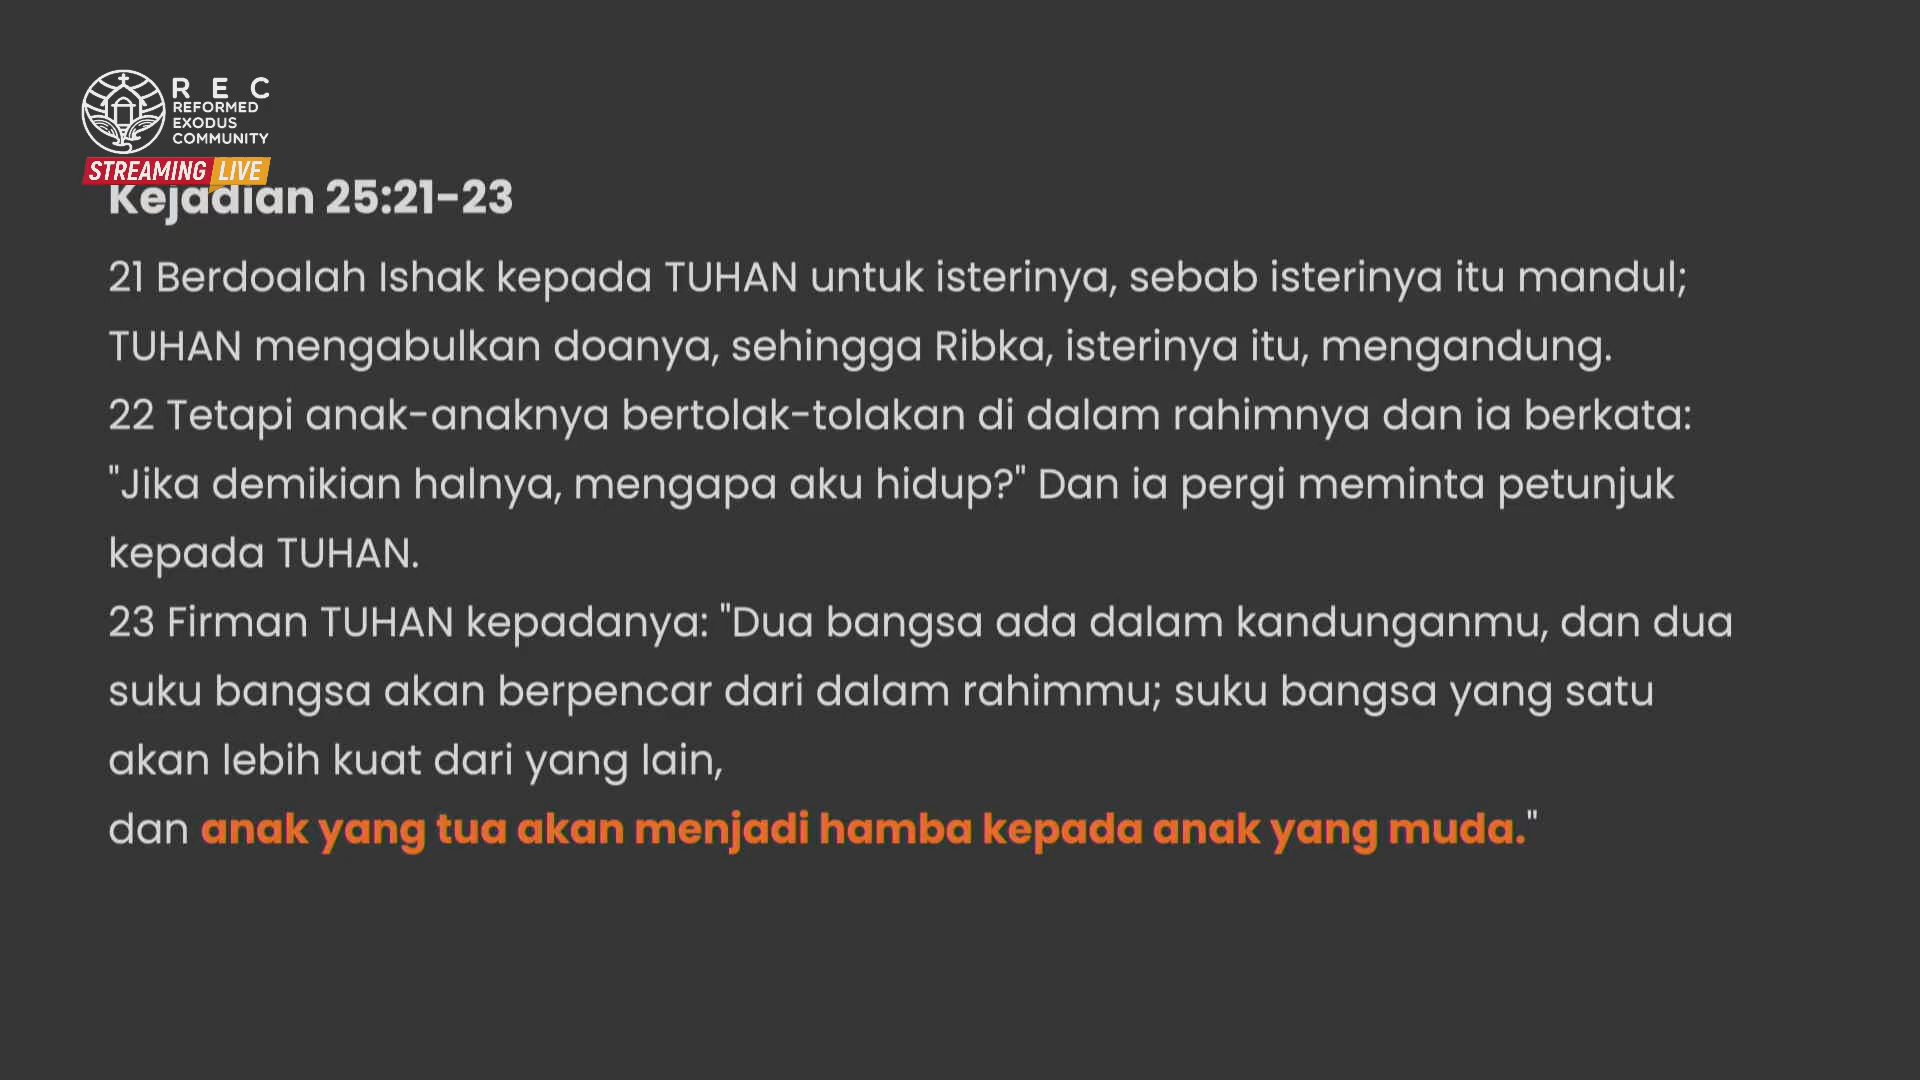 REC
REFORMED
EXODUS
COMMUNITY
STREAMING LIVE
Kejadian 25:21-23
21 Berdoalah Ishak kepada TUHAN untuk isterinya, sebab isterinya itu mandul;
TUHAN mengabulkan doanya, sehingga Ribka, isterinya itu, mengandung.
22 Tetapi anak-anaknya bertolak-tolakan di dalam rahimnya dan ia berkata:
"Jika demikian halnya, mengapa aku hidup?" Dan ia pergi meminta petunjuk
kepada TUHAN.
23 Firman TUHAN kepadanya: "Dua bangsa ada dalam kandunganmu, dan dua
suku bangsa akan berpencar dari dalam rahimmu; suku bangsa yang satu
akan lebih kuat dari yang lain,
dan anak yang tua akan menjadi hamba kepada anak yang muda."